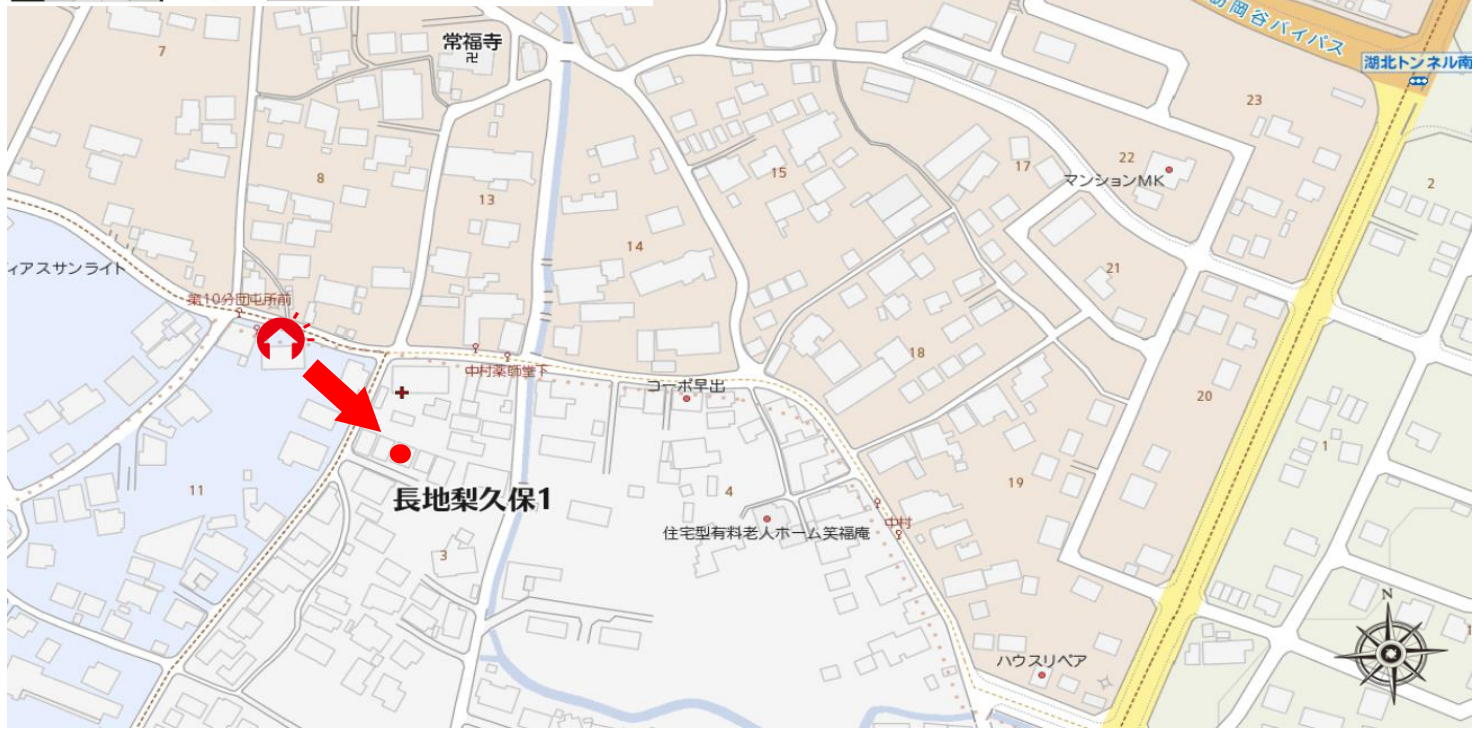 岡谷バイパス
湖北トンネル南
7
常福寺
卍
23
22
マンションMK
17
15
2
8
13
14
21
ィアスサンライト
第10分団屯所前
18
中村薬師堂下
コーポ早出
20
1
11
長地梨久保1
4
19
住宅型有料老人ホーム笑福庵
中村
3
N
ハウスリペア